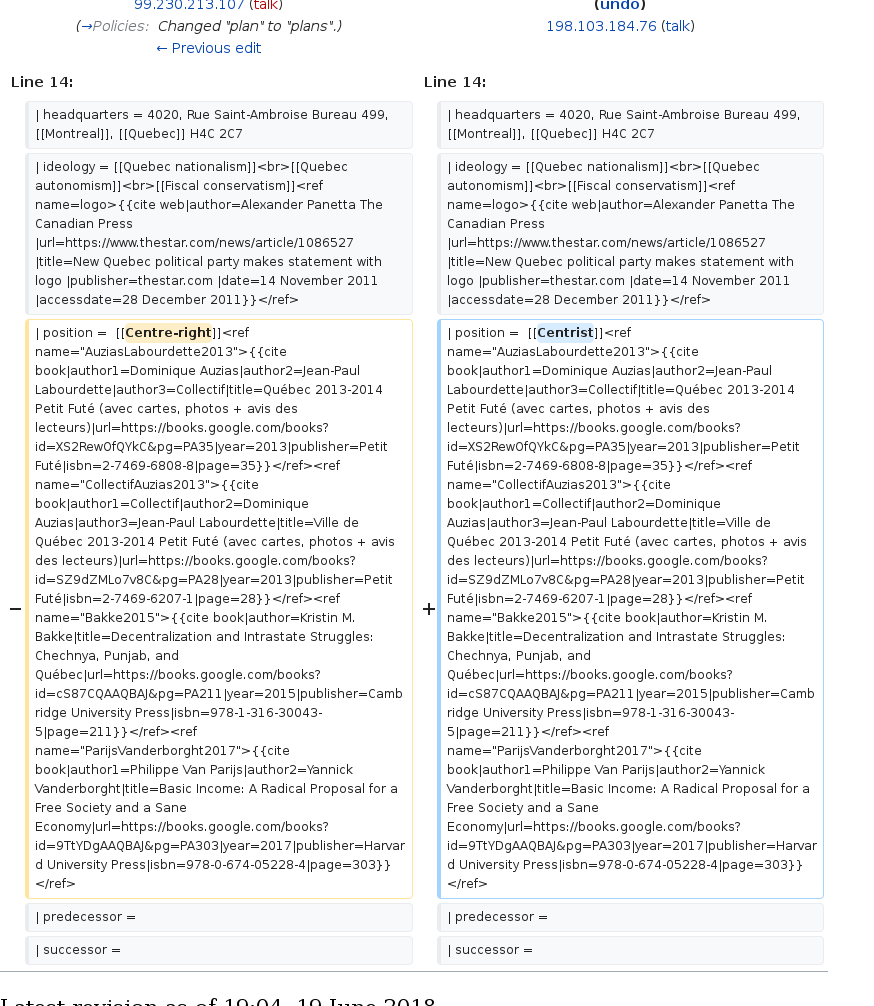 99.230.213.107 (talk)
(→Policies: Changed "plan" to "plans".)
← Previous edit
(undo)
198.103.184.76 (talk)
Line 14:
| headquarters = 4020, Rue Saint-Ambroise Bureau 499,
[[Montreal]], [[Quebec]] H4C 2C7
| ideology = [[Quebec nationalism]]<br>[[Quebec
autonomism]]<br>[[Fiscal conservatism]]<ref
name=logo>{{cite web|author=Alexander Panetta The
Canadian Press
|url=https://www.thestar.com/news/article/1086527
|title=New Quebec political party makes statement with
logo |publisher=thestar.com |date=14 November 2011
|accessdate=28 December 2011}}</ref>
− | position =  [[Centre-right]]<ref
name="AuziasLabourdette2013">{{cite
book|author1=Dominique Auzias|author2=Jean-Paul
Labourdette|author3=Collectif|title=Québec 2013-2014
Petit Futé (avec cartes, photos + avis des
lecteurs)|url=https://books.google.com/books?
id=XS2RewOfQYkC&pg=PA35|year=2013|publisher=Petit
Futé|isbn=2-7469-6808-8|page=35}}</ref><ref
name="CollectifAuzias2013">{{cite
book|author1=Collectif|author2=Dominique
Auzias|author3=Jean-Paul Labourdette|title=Ville de
Québec 2013-2014 Petit Futé (avec cartes, photos + avis
des lecteurs)|url=https://books.google.com/books?
id=SZ9dZMLo7v8C&pg=PA28|year=2013|publisher=Petit
Futé|isbn=2-7469-6207-1|page=28}}</ref><ref
name="Bakke2015">{{cite book|author=Kristin M.
Bakke|title=Decentralization and Intrastate Struggles:
Chechnya, Punjab, and
Québec|url=https://books.google.com/books?
id=cS87CQAAQBAJ&pg=PA211|year=2015|publisher=Camb
ridge University Press|isbn=978-1-316-30043-
5|page=211}}</ref><ref
name="ParijsVanderborght2017">{{cite
book|author1=Philippe Van Parijs|author2=Yannick
Vanderborght|title=Basic Income: A Radical Proposal for a
Free Society and a Sane
Economy|url=https://books.google.com/books?
id=9TtYDgAAQBAJ&pg=PA303|year=2017|publisher=Harvar
d University Press|isbn=978-0-674-05228-4|page=303}}
</ref>
| predecessor =
| successor =
Line 14:
| headquarters = 4020, Rue Saint-Ambroise Bureau 499,
[[Montreal]], [[Quebec]] H4C 2C7
| ideology = [[Quebec nationalism]]<br>[[Quebec
autonomism]]<br>[[Fiscal conservatism]]<ref
name=logo>{{cite web|author=Alexander Panetta The
Canadian Press
|url=https://www.thestar.com/news/article/1086527
|title=New Quebec political party makes statement with
logo |publisher=thestar.com |date=14 November 2011
|accessdate=28 December 2011}}</ref>
+ | position =  [[Centrist]]<ref
name="AuziasLabourdette2013">{{cite
book|author1=Dominique Auzias|author2=Jean-Paul
Labourdette|author3=Collectif|title=Québec 2013-2014
Petit Futé (avec cartes, photos + avis des
lecteurs)|url=https://books.google.com/books?
id=XS2RewOfQYkC&pg=PA35|year=2013|publisher=Petit
Futé|isbn=2-7469-6808-8|page=35}}</ref><ref
name="CollectifAuzias2013">{{cite
book|author1=Collectif|author2=Dominique
Auzias|author3=Jean-Paul Labourdette|title=Ville de
Québec 2013-2014 Petit Futé (avec cartes, photos + avis
des lecteurs)|url=https://books.google.com/books?
id=SZ9dZMLo7v8C&pg=PA28|year=2013|publisher=Petit
Futé|isbn=2-7469-6207-1|page=28}}</ref><ref
name="Bakke2015">{{cite book|author=Kristin M.
Bakke|title=Decentralization and Intrastate Struggles:
Chechnya, Punjab, and
Québec|url=https://books.google.com/books?
id=cS87CQAAQBAJ&pg=PA211|year=2015|publisher=Camb
ridge University Press|isbn=978-1-316-30043-
5|page=211}}</ref><ref
name="ParijsVanderborght2017">{{cite
book|author1=Philippe Van Parijs|author2=Yannick
Vanderborght|title=Basic Income: A Radical Proposal for a
Free Society and a Sane
Economy|url=https://books.google.com/books?
id=9TtYDgAAQBAJ&pg=PA303|year=2017|publisher=Harvar
d University Press|isbn=978-0-674-05228-4|page=303}}
</ref>
| predecessor =
| successor =
Latest revision as of 19:04, 19 June 2018